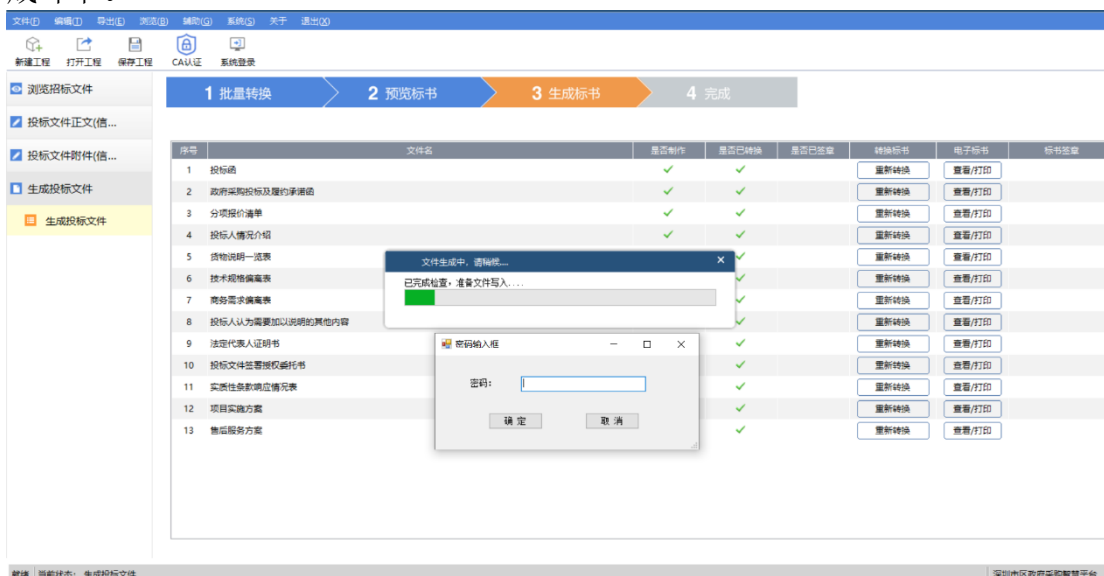 文件(F) 编辑(T) 导出(E) 浏览(B) 辅助(G) 系统(S) 关于 退出(X)
新建工程 打开工程 保存工程 CA认证 系统登录
浏览招标文件
投标文件正文(信...
投标文件附件(信...
生成投标文件
生成投标文件
1 批量转换 2 预览标书 3 生成标书 4 完成
序号 文件名 是否制作 是否已转换 是否已签章 转换标书 电子标书 标书签章
1 投标函 重新转换 查看/打印
2 政府采购投标及履约承诺函 重新转换 查看/打印
3 分项报价清单 重新转换 查看/打印
4 投标人情况介绍 重新转换 查看/打印
5 货物说明一览表 重新转换 查看/打印
6 技术规格偏离表 重新转换 查看/打印
7 商务需求偏离表 重新转换 查看/打印
8 投标人认为需要加以说明的其他内容 重新转换 查看/打印
9 法定代表人证明书 重新转换 查看/打印
10 投标文件签署授权委托书 重新转换 查看/打印
11 实质性条款响应情况表 重新转换 查看/打印
12 项目实施方案 重新转换 查看/打印
13 售后服务方案 重新转换 查看/打印
文件生成中，请稍候....
已完成检查，准备文件写入....
密码输入框
密码：
确定 取消
就绪 当前状态： 生成投标文件 深圳市区政府采购智慧平台